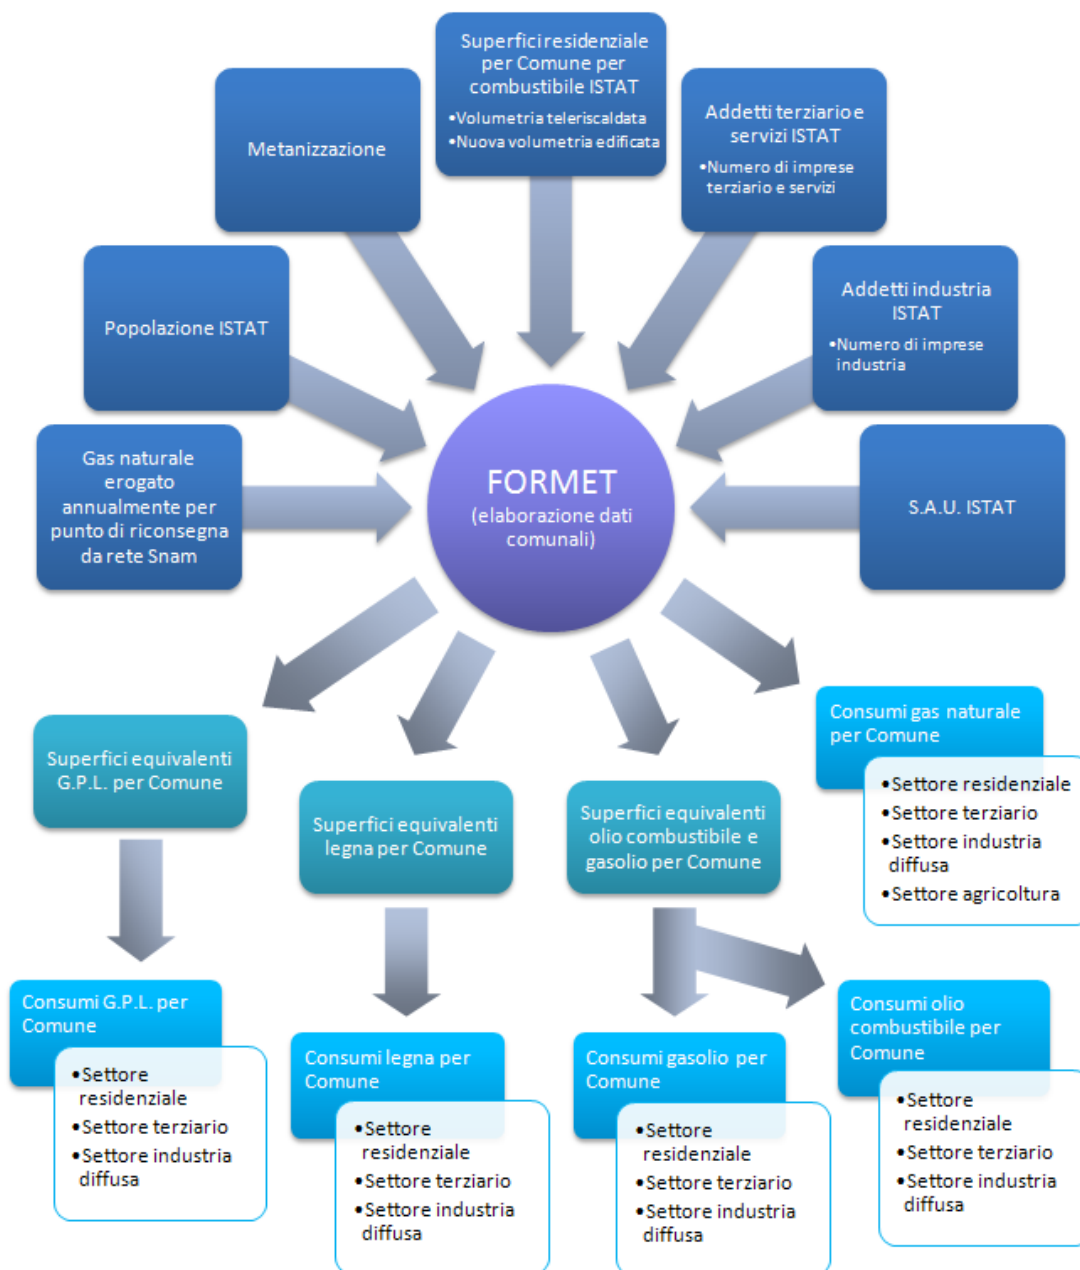 Superfici residenziale
per Comune per
combustibile ISTAT
•Volumetria teleriscaldata
•Nuova volumetria edificata
Metanizzazione
Addetti terziario e
servizi ISTAT
•Numero di imprese
terziario e servizi
Popolazione ISTAT
Addetti industria
ISTAT
•Numero di imprese
industria
Gas naturale
erogato
annualmente per
punto di riconsegna
da rete Snam
FORMET
(elaborazione dati
comunali)
S.A.U. ISTAT
Superfici equivalenti
G.P.L. per Comune
Superfici equivalenti
legna per Comune
Superfici equivalenti
olio combustibile e
gasolio per Comune
Consumi gas naturale
per Comune
•Settore residenziale
•Settore terziario
•Settore industria
diffusa
•Settore agricoltura
Consumi G.P.L. per
Comune
•Settore
residenziale
•Settore terziario
•Settore industria
diffusa
Consumi legna per
Comune
•Settore
residenziale
•Settore terziario
•Settore industria
diffusa
Consumi gasolio per
Comune
•Settore
residenziale
•Settore terziario
•Settore industria
diffusa
Consumi olio
combustibile per
Comune
•Settore
residenziale
•Settore terziario
•Settore industria
diffusa